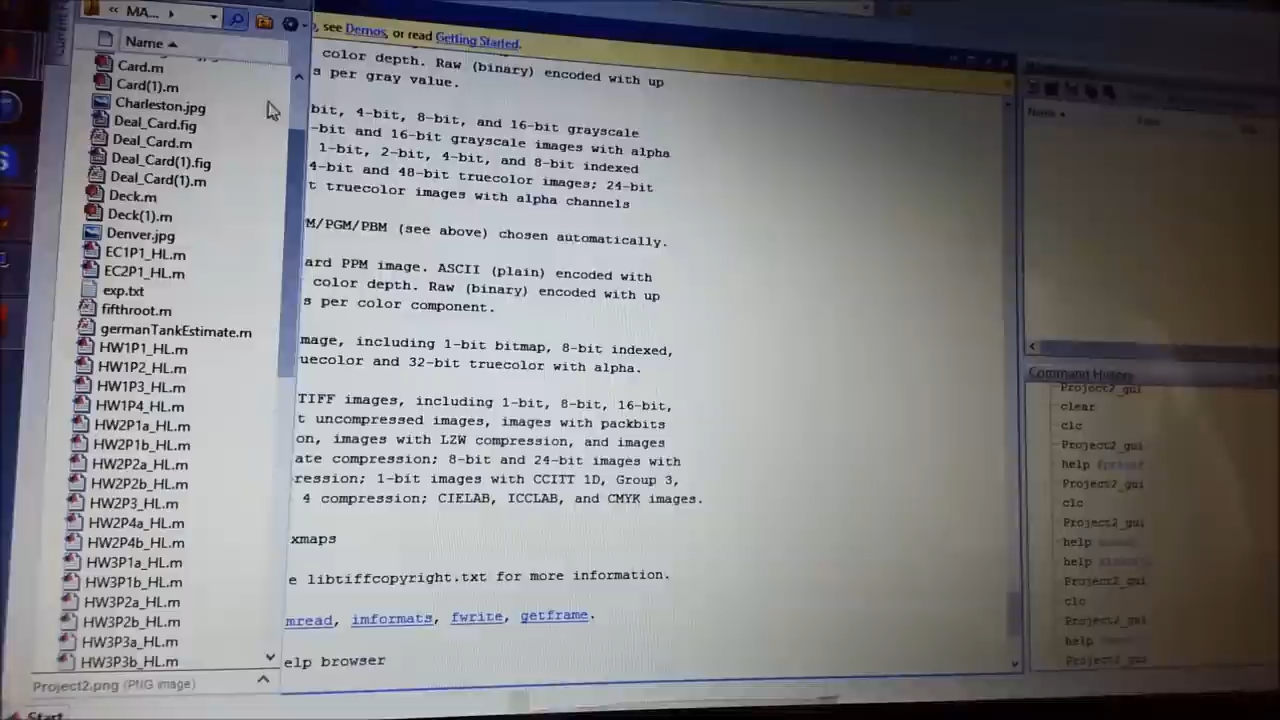 « MA...
Name
Card.m
Card(1).m
Charleston.jpg
Deal_Card.fig
Deal_Card.m
Deal_Card(1).fig
Deal_Card(1).m
Deck.m
Deck(1).m
Denver.jpg
EC1P1_HL.m
EC2P1_HL.m
exp.txt
fifthroot.m
germanTankEstimate.m
HW1P1_HL.m
HW1P2_HL.m
HW1P3_HL.m
HW1P4_HL.m
HW2P1a_HL.m
HW2P1b_HL.m
HW2P2a_HL.m
HW2P2b_HL.m
HW2P3_HL.m
HW2P4a_HL.m
HW2P4b_HL.m
HW3P1a_HL.m
HW3P1b_HL.m
HW3P2a_HL.m
HW3P2b_HL.m
HW3P3a_HL.m
HW3P3b_HL.m
Project2.png (PNG image)
Start
, see Demos, or read Getting Started.
color depth. Raw (binary) encoded with up
s per gray value.
bit, 4-bit, 8-bit, and 16-bit grayscale
-bit and 16-bit grayscale images with alpha
1-bit, 2-bit, 4-bit, and 8-bit indexed
4-bit and 48-bit truecolor images; 24-bit
t truecolor images with alpha channels
M/PGM/PBM (see above) chosen automatically.
ard PPM image. ASCII (plain) encoded with
color depth. Raw (binary) encoded with up
s per color component.
mage, including 1-bit bitmap, 8-bit indexed,
uecolor and 32-bit truecolor with alpha.
TIFF images, including 1-bit, 8-bit, 16-bit,
t uncompressed images, images with packbits
on, images with LZW compression, and images
ate compression; 8-bit and 24-bit images with
ression; 1-bit images with CCITT 1D, Group 3,
4 compression; CIELAB, ICCLAB, and CMYK images.
xmaps
e libtiffcopyright.txt for more information.
mread, imformats, fwrite, getframe.
elp browser
Name
Command History
Project2_gui
clear
clc
Project2_gui
help
Project2_gui
clc
Project2_gui
help
help
Project2_gui
clc
Project2_gui
help
Project2_gui